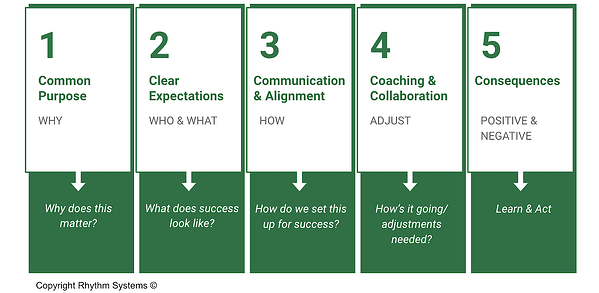 1
Common
Purpose
WHY
Why does this
matter?
2
Clear
Expectations
WHO & WHAT
What does success
look like?
3
Communication
& Alignment
HOW
How do we set this
up for success?
4
Coaching &
Collaboration
ADJUST
How's it going/
adjustments
needed?
5
Consequences
POSITIVE &
NEGATIVE
Learn & Act
Copyright Rhythm Systems ©